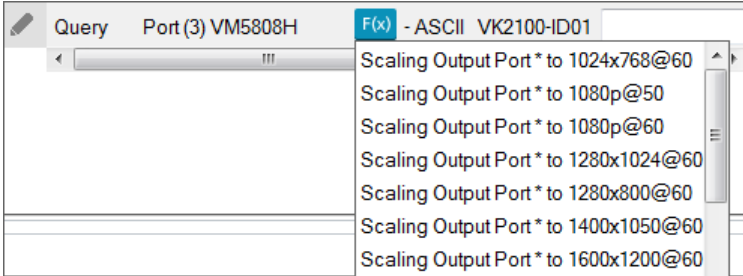 Query Port (3) VM5808H F(x) - ASCII VK2100-ID01
Scaling Output Port * to 1024x768@60
Scaling Output Port * to 1080p@50
Scaling Output Port * to 1080p@60
Scaling Output Port * to 1280x1024@60
Scaling Output Port * to 1280x800@60
Scaling Output Port * to 1400x1050@60
Scaling Output Port * to 1600x1200@60